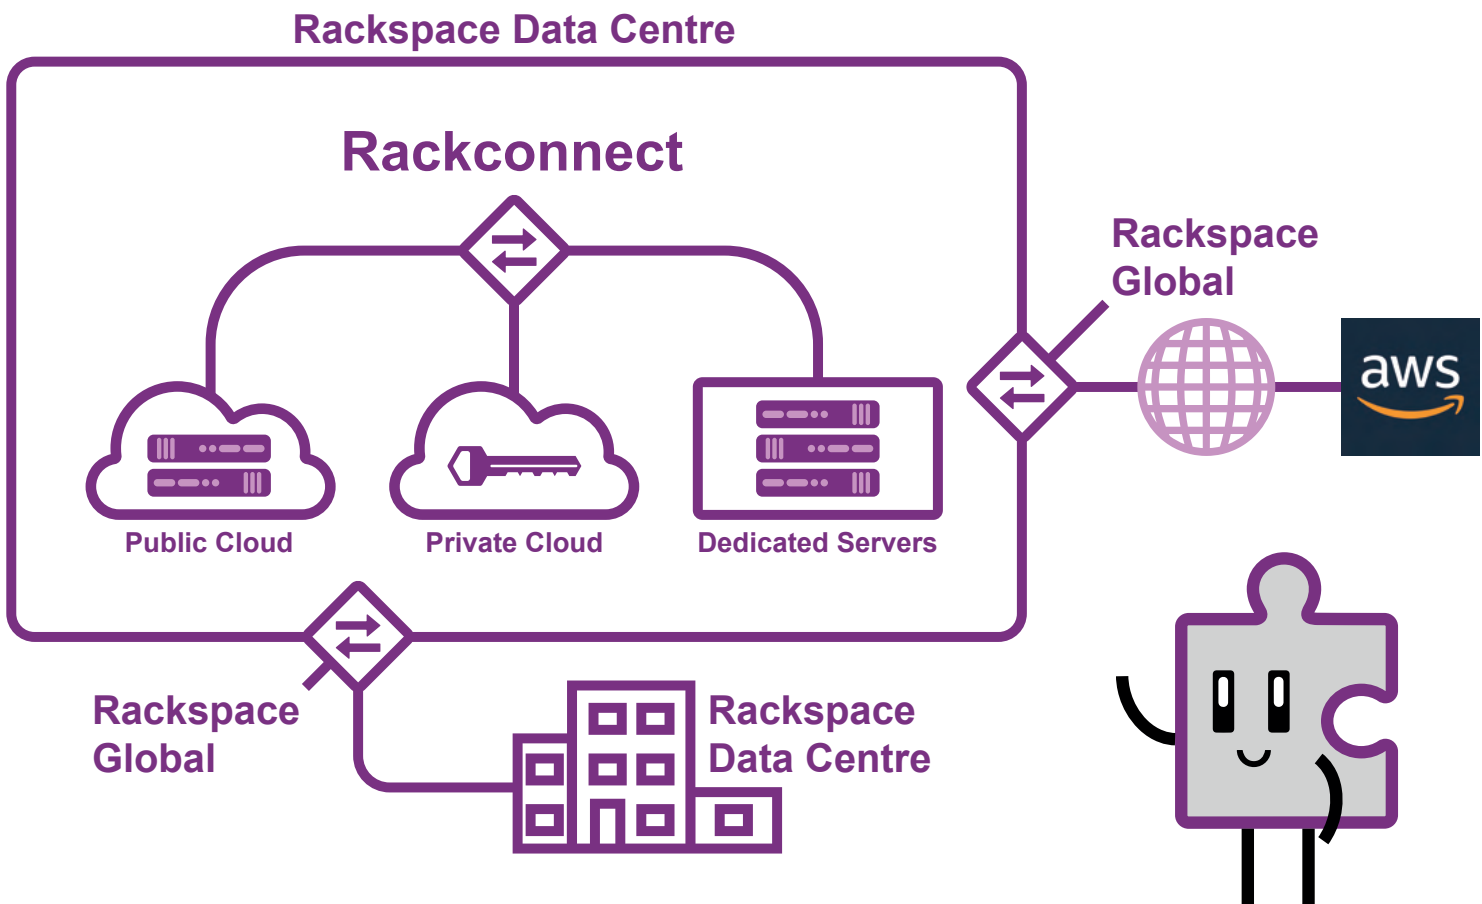 Rackspace Data Centre
Rackconnect
Rackspace
Global
aws
Public Cloud
Private Cloud
Dedicated Servers
Rackspace
Global
Rackspace
Data Centre